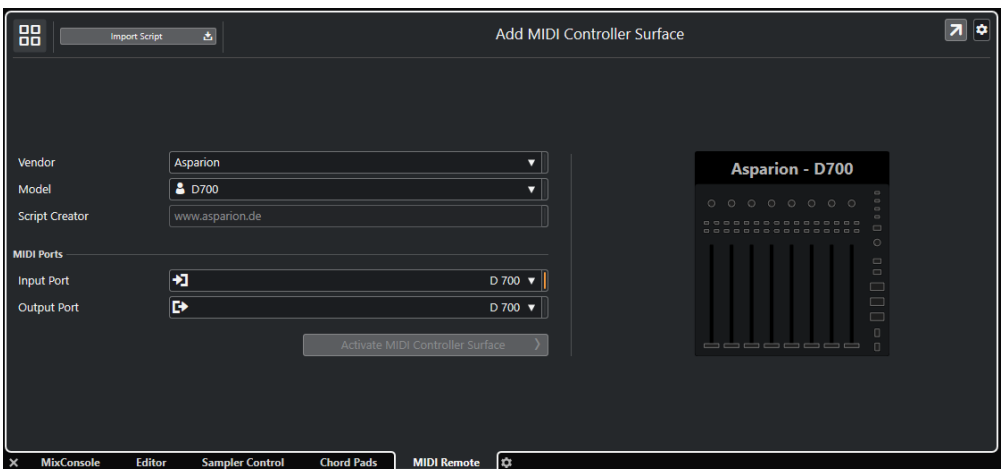 Import Script
Add MIDI Controller Surface
Vendor
Asparion
Model
D700
Script Creator
www.asparion.de
MIDI Ports
Input Port
D 700
Output Port
D 700
Activate MIDI Controller Surface
Asparion - D700
MixConsole
Editor
Sampler Control
Chord Pads
MIDI Remote